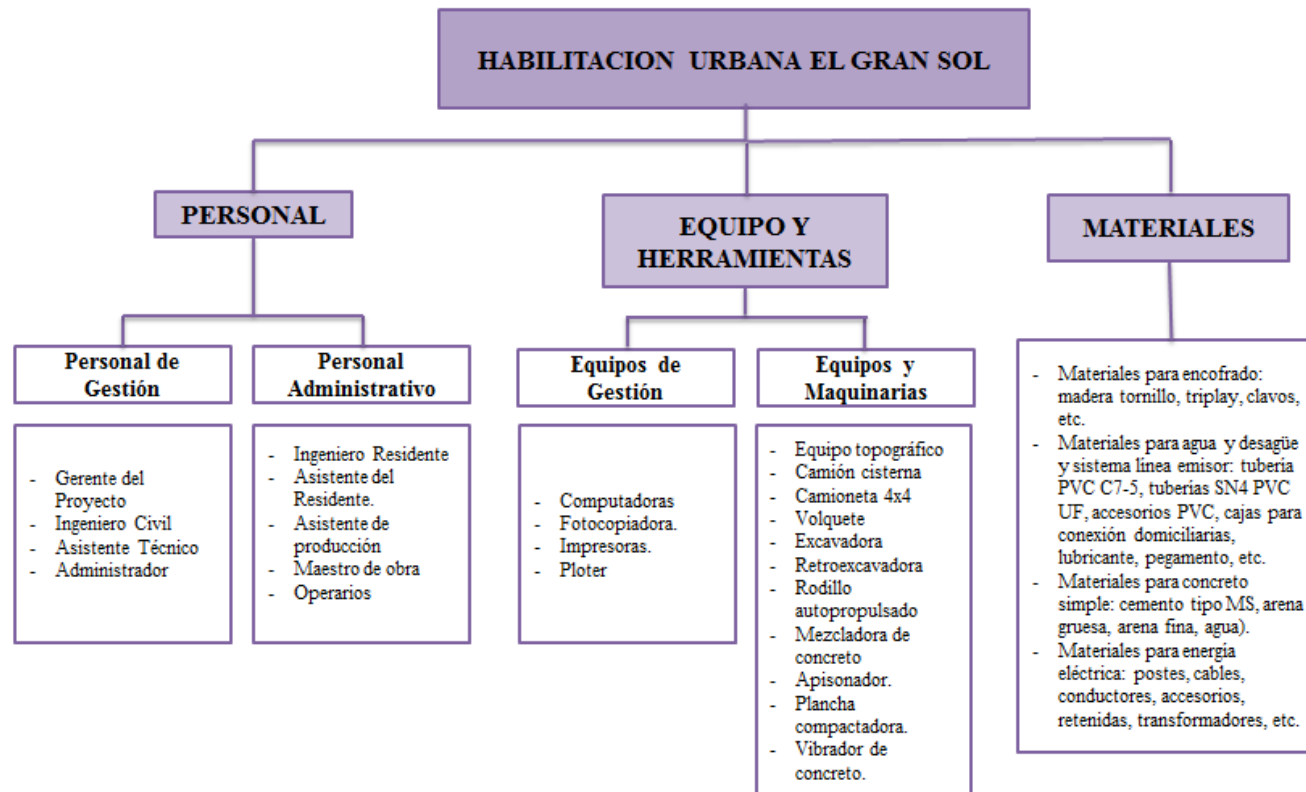 HABILITACION URBANA EL GRAN SOL
PERSONAL
EQUIPO Y
HERRAMIENTAS
MATERIALES
Personal de
Gestión
Personal
Administrativo
Equipos de
Gestión
Equipos y
Maquinarias
- Gerente del
Proyecto
- Ingeniero Civil
- Asistente Técnico
- Administrador
- Ingeniero Residente
- Asistente del
Residente.
- Asistente de
producción
- Maestro de obra
- Operarios
- Computadoras
- Fotocopiadora.
- Impresoras.
- Ploter
- Equipo topográfico
- Camión cisterna
- Camioneta 4x4
- Volquete
- Excavadora
- Retroexcavadora
- Rodillo
autopropulsado
- Mezcladora de
concreto
- Apisonador.
- Plancha
compactadora.
- Vibrador de
concreto.
- Materiales para encofrado:
madera tornillo, triplay, clavos,
etc.
- Materiales para agua y desagüe
y sistema línea emisor: tubería
PVC C7-5, tuberías SN4 PVC
UF, accesorios PVC, cajas para
conexión domiciliarias,
lubricante, pegamento, etc.
- Materiales para concreto
simple: cemento tipo MS, arena
gruesa, arena fina, agua).
- Materiales para energía
eléctrica: postes, cables,
conductores, accesorios,
retenidas, transformadores, etc.